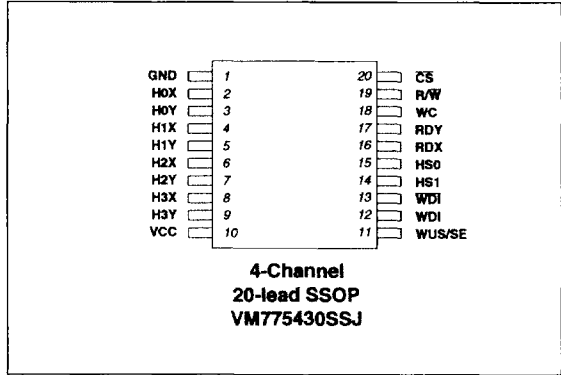 GND 1 20 C̅S̅
H0X 2 19 R/W̅
H0Y 3 18 WC
H1X 4 17 RDY
H1Y 5 16 RDX
H2X 6 15 HS0
H2Y 7 14 HS1
H3X 8 13 W̅D̅I̅
H3Y 9 12 WDI
VCC 10 11 WUS/SE
4-Channel
20-lead SSOP
VM775430SSJ